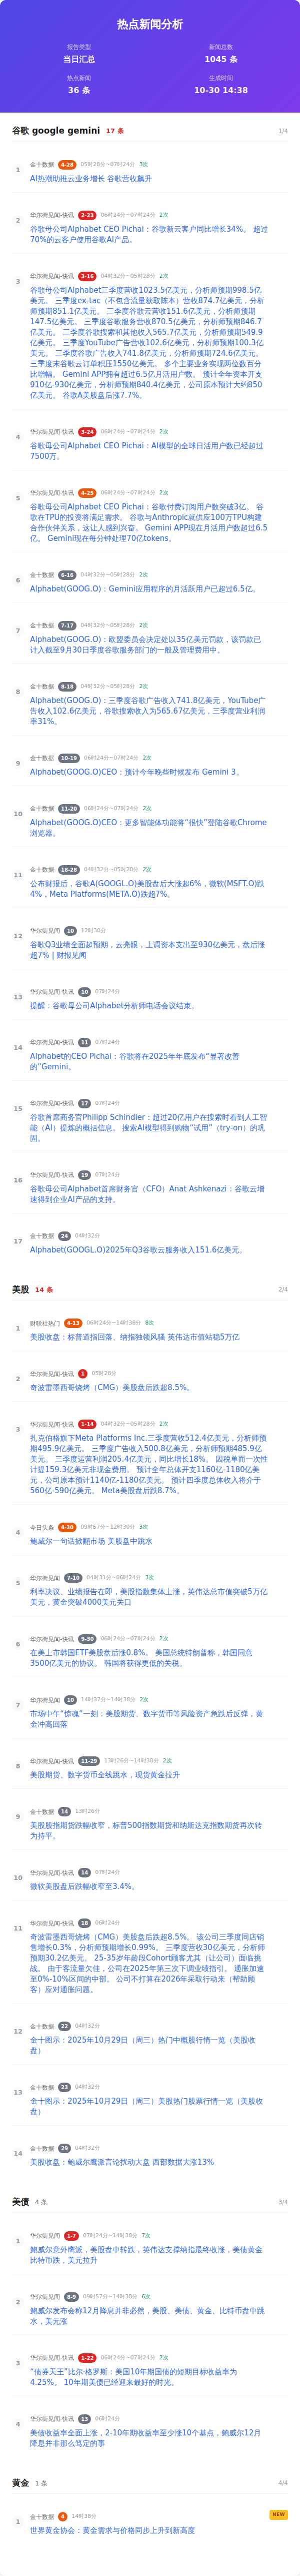 热点新闻分析
报告类型
当日汇总
新闻总数
1045 条
热点新闻
36 条
生成时间
10-30 14:38
谷歌 google gemini 17 条 1/4
1 金十数据 4-28 05时28分~07时24分 3次
AI热潮助推云业务增长 谷歌营收飙升
2 华尔街见闻-快讯 2-23 06时24分~07时24分 2次
谷歌母公司Alphabet CEO Pichai：谷歌新云客户同比增长34%。 超过
70%的云客户使用谷歌AI产品。
3 华尔街见闻-快讯 3-16 04时32分~05时28分 2次
谷歌母公司Alphabet三季度营收1023.5亿美元，分析师预期998.5亿
美元。 三季度ex-tac（不包含流量获取陈本）营收874.7亿美元，分析
师预期851.1亿美元。 三季度谷歌云营收151.6亿美元，分析师预期
147.5亿美元。 三季度谷歌服务营收870.5亿美元，分析师预期846.7
亿美元。 三季度谷歌搜索和其他收入565.7亿美元，分析师预期549.9
亿美元。 三季度YouTube广告营收102.6亿美元，分析师预期100.3亿
美元。 三季度谷歌广告收入741.8亿美元，分析师预期724.6亿美元。
三季度末谷歌云订单积压1550亿美元。 多个主要业务实现两位数百分
比增幅。 Gemini APP拥有超过6.5亿月活用户数。 预计全年资本开支
910亿-930亿美元，分析师预期840.4亿美元，公司原本预计大约850
亿美元。 谷歌A美股盘后涨7.7%。
4 华尔街见闻-快讯 3-24 06时24分~07时24分 2次
谷歌母公司Alphabet CEO Pichai：AI模型的全球日活用户数已经超过
7500万。
5 华尔街见闻-快讯 4-25 06时24分~07时24分 2次
谷歌母公司Alphabet CEO Pichai：谷歌付费订阅用户数突破3亿。 谷
歌在TPU的投资将满足需求。 谷歌与Anthropic就供应100万TPU构建
合作伙伴关系，这让人感到兴奋。 Gemini APP现在月活用户数超过6.5
亿。 Gemini现在每分钟处理70亿tokens。
6 金十数据 6-16 04时32分~05时28分 2次
Alphabet(GOOG.O)：Gemini应用程序的月活跃用户已超过6.5亿。
7 金十数据 7-17 04时32分~05时28分 2次
Alphabet(GOOG.O)：欧盟委员会决定处以35亿美元罚款，该罚款已
计入截至9月30日季度谷歌服务部门的一般及管理费用中。
8 金十数据 8-18 04时32分~05时28分 2次
Alphabet(GOOG.O)：三季度谷歌广告收入741.8亿美元，YouTube广
告收入102.6亿美元，谷歌搜索收入为565.67亿美元，三季度营业利润
率31%。
9 金十数据 10-19 06时24分~07时24分 2次
Alphabet(GOOG.O)CEO：预计今年晚些时候发布 Gemini 3。
10 金十数据 11-20 06时24分~07时24分 2次
Alphabet(GOOG.O)CEO：更多智能体功能将“很快”登陆谷歌Chrome
浏览器。
11 金十数据 18-28 04时32分~05时28分 2次
公布财报后，谷歌A(GOOGL.O)美股盘后大涨超6%，微软(MSFT.O)跌
4%，Meta Platforms(META.O)跌超7%。
12 华尔街见闻 10 12时30分
谷歌Q3业绩全面超预期，云亮眼，上调资本支出至930亿元，盘后涨
超7% | 财报见闻
13 华尔街见闻-快讯 10 07时24分
提醒：谷歌母公司Alphabet分析师电话会议结束。
14 华尔街见闻-快讯 11 07时24分
Alphabet的CEO Pichai：谷歌将在2025年年底发布“显著改善
的”Gemini。
15 华尔街见闻-快讯 17 07时24分
谷歌首席商务官Philipp Schindler：超过20亿用户在搜索时看到人工智
能（AI）提炼的概括信息。 搜索AI模型得到购物“试用”（try-on）的巩
固。
16 华尔街见闻-快讯 19 07时24分
谷歌母公司Alphabet首席财务官（CFO）Anat Ashkenazi：谷歌云增
速得到企业AI产品的支持。
17 金十数据 24 04时32分
Alphabet(GOOGL.O)2025年Q3谷歌云服务收入151.6亿美元。
美股 14 条 2/4
1 财联社热门 4-13 06时24分~14时38分 8次
美股收盘：标普道指回落、纳指独领风骚 英伟达市值站稳5万亿
2 华尔街见闻-快讯 1 05时28分
奇波雷墨西哥烧烤（CMG）美股盘后跌超8.5%。
3 华尔街见闻-快讯 1-14 04时32分~05时28分 2次
扎克伯格旗下Meta Platforms Inc.三季度营收512.4亿美元，分析师预
期495.9亿美元。 三季度广告收入500.8亿美元，分析师预期485.9亿
美元。 三季度运营利润205.4亿美元，同比增长18%。 因税单而一次性
计提159.3亿美元非现金费用。 预计全年总体开支1160亿-1180亿美
元，公司原本预计1140亿-1180亿美元。 预计四季度总体收入将介于
560亿-590亿美元。 Meta美股盘后跌8.7%。
4 今日头条 4-30 09时57分~12时30分 3次
鲍威尔一句话掀翻市场 美股盘中跳水
5 华尔街见闻 7-10 04时31分~06时24分 3次
利率决议、业绩报告在即，美股指数集体上涨，英伟达总市值突破5万亿
美元，黄金突破4000美元关口
6 华尔街见闻-快讯 9-30 06时24分~07时24分 2次
在美上市韩国ETF美股盘后涨0.8%。 美国总统特朗普称，韩国同意
3500亿美元的协议。 韩国将获得更低的关税。
7 华尔街见闻 10 14时37分~14时38分 2次
市场中午“惊魂”一刻：美股期货、数字货币等风险资产急跌后反弹，黄
金冲高回落
8 华尔街见闻-快讯 11-29 13时26分~14时38分 2次
美股期货、数字货币全线跳水，现货黄金拉升
9 金十数据 14 13时26分
美股股指期货跌幅收窄，标普500指数期货和纳斯达克指数期货再次转
为持平。
10 华尔街见闻-快讯 14 07时24分
微软美股盘后跌幅收窄至3.4%。
11 华尔街见闻-快讯 18 06时24分
奇波雷墨西哥烧烤（CMG）美股盘后跌超8.5%。 该公司三季度同店销
售增长0.3%，分析师预期增长0.99%。 三季度营收30亿美元，分析师
预期30.2亿美元。 25-35岁年龄段Cohort顾客尤其（让公司）面临挑
战。 由于客流量欠佳，公司在2025年第三次下调业绩指引。 通胀加速
至0%-10%区间的中部。 公司不打算在2026年采取行动来（帮助顾
客）应对通胀问题。
12 金十数据 22 04时32分
金十图示：2025年10月29日（周三）热门中概股行情一览（美股收
盘）
13 金十数据 23 04时32分
金十图示：2025年10月29日（周三）美股热门股票行情一览（美股收
盘）
14 金十数据 29 04时32分
美股收盘：鲍威尔鹰派言论扰动大盘 西部数据大涨13%
美债 4 条 3/4
1 华尔街见闻 1-7 07时24分~14时38分 7次
鲍威尔意外鹰派，美股盘中转跌，英伟达支撑纳指最终收涨，美债黄金
比特币跌，美元拉升
2 华尔街见闻 8-9 09时57分~14时38分 6次
鲍威尔发布会称12月降息并非必然，美股、美债、黄金、比特币盘中跳
水，美元涨
3 华尔街见闻-快讯 1-22 06时24分~07时24分 2次
“债券天王”比尔·格罗斯：美国10年期国债的短期目标收益率为
4.25%。 10年期美债已经迎来最好的时光。
4 华尔街见闻-快讯 13 06时24分
美债收益率全面上涨，2-10年期收益率至少涨10个基点，鲍威尔12月
降息并非那么笃定的事
黄金 1 条 4/4
1 金十数据 4 14时38分 NEW
世界黄金协会：黄金需求与价格同步上升到新高度